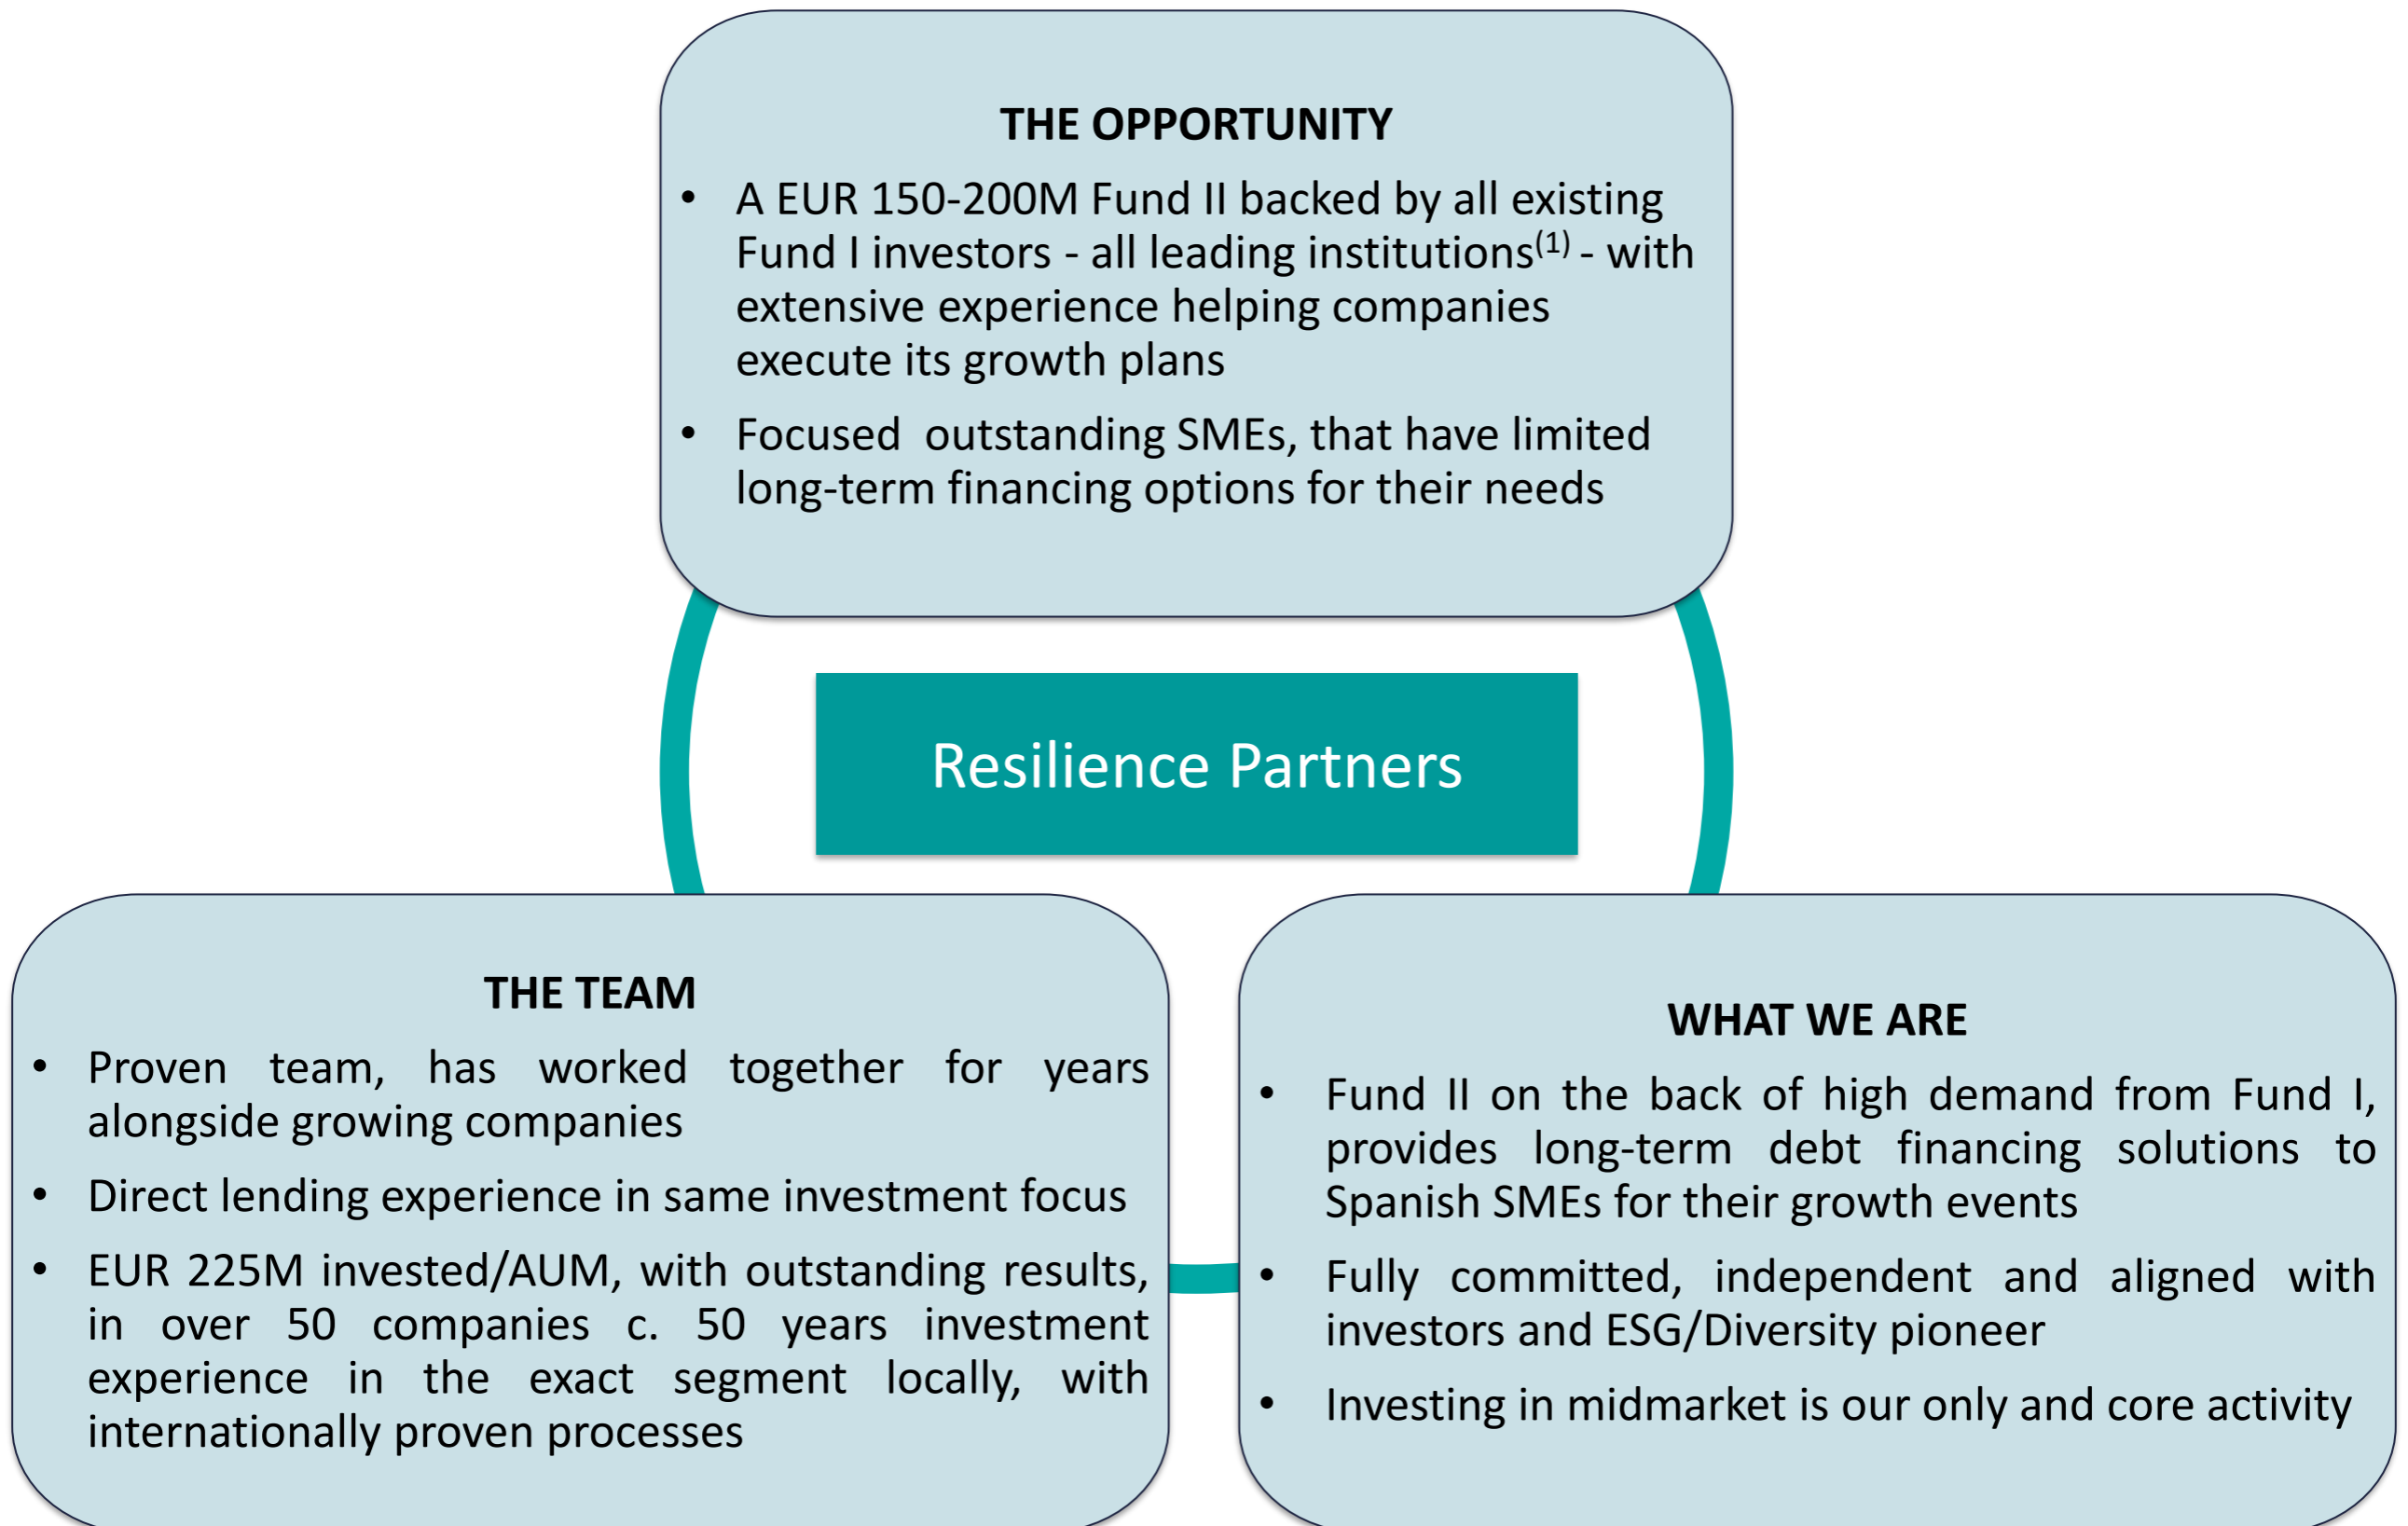 THE OPPORTUNITY
• A EUR 150-200M Fund II backed by all existing
Fund I investors - all leading institutions(1) - with
extensive experience helping companies
execute its growth plans
• Focused  outstanding SMEs, that have limited
long-term financing options for their needs
Resilience Partners
THE TEAM
• Proven team, has worked together for years
alongside growing companies
• Direct lending experience in same investment focus
• EUR 225M invested/AUM, with outstanding results,
in over 50 companies c. 50 years investment
experience in the exact segment locally, with
internationally proven processes
WHAT WE ARE
• Fund II on the back of high demand from Fund I,
provides long-term debt financing solutions to
Spanish SMEs for their growth events
• Fully committed, independent and aligned with
investors and ESG/Diversity pioneer
• Investing in midmarket is our only and core activity